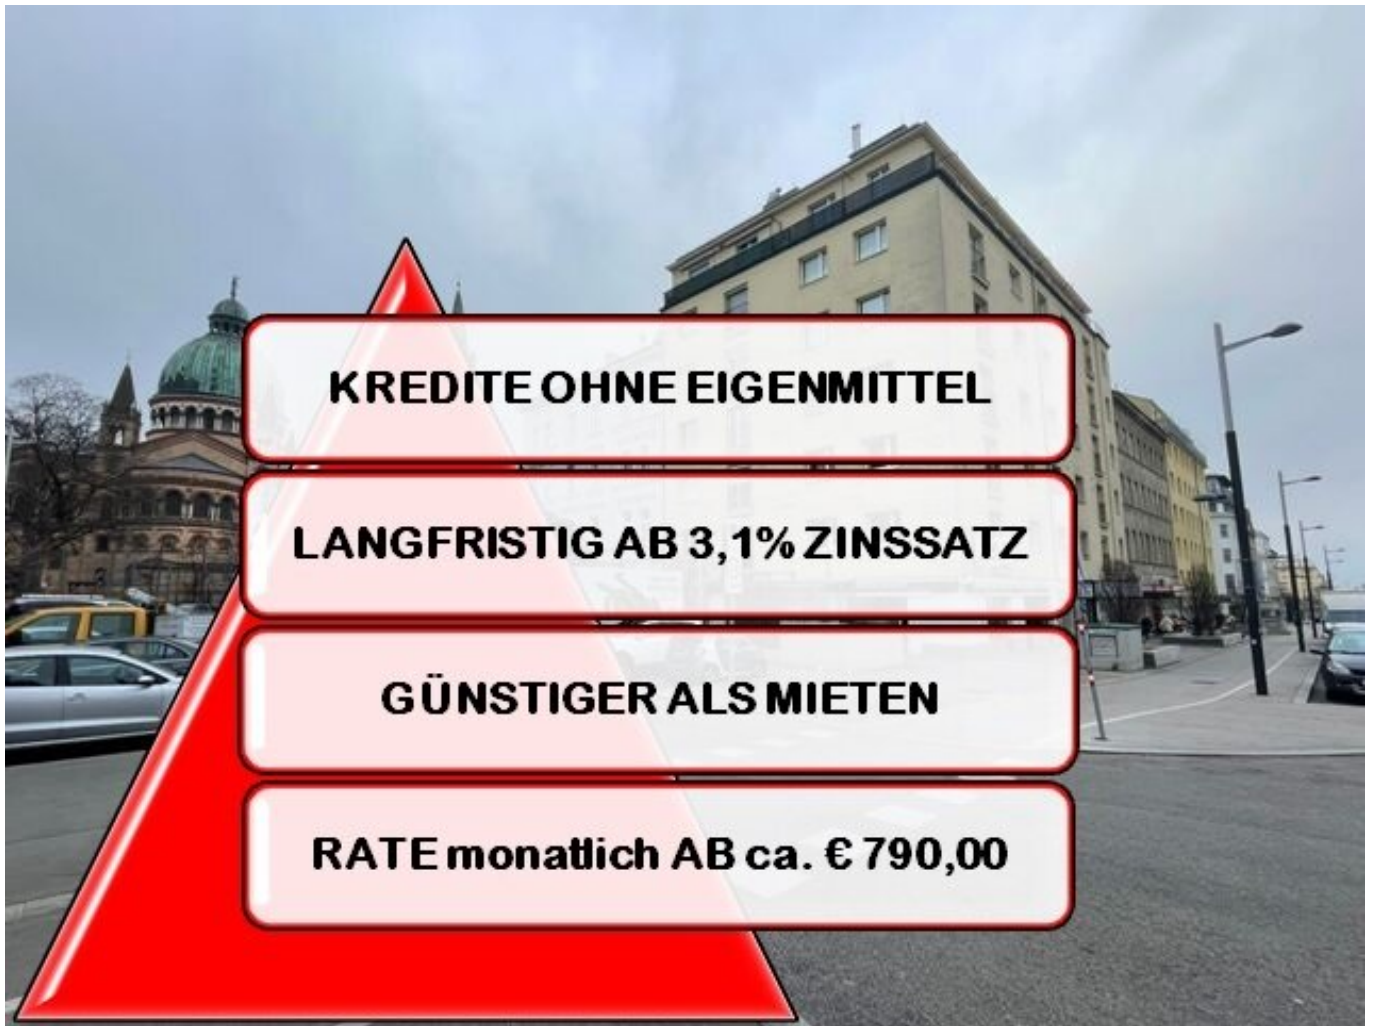 KREDITE OHNE EIGENMITTEL
LANGFRISTIG AB 3,1% ZINSSATZ
GÜNSTIGER ALS MIETEN
RATE monatlich AB ca. € 790,00